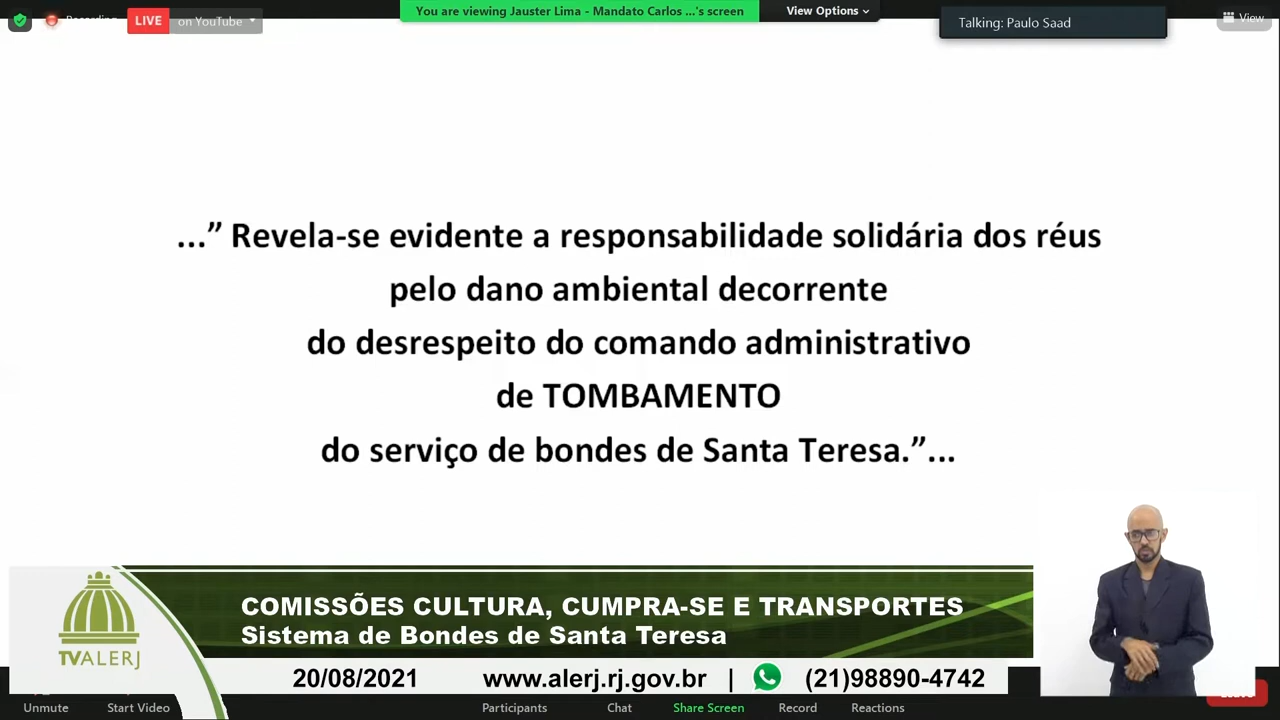 Recording
LIVE on YouTube
You are viewing Jauster Lima - Mandato Carlos ...'s screen
View Options
Talking: Paulo Saad
View
...” Revela-se evidente a responsabilidade solidária dos réus
pelo dano ambiental decorrente
do desrespeito do comando administrativo
de TOMBAMENTO
do serviço de bondes de Santa Teresa.”...
TVALERJ
COMISSÕES CULTURA, CUMPRA-SE E TRANSPORTES
Sistema de Bondes de Santa Teresa
20/08/2021 www.alerj.rj.gov.br | (21)98890-4742
Unmute Start Video Participants Chat Share Screen Record Reactions